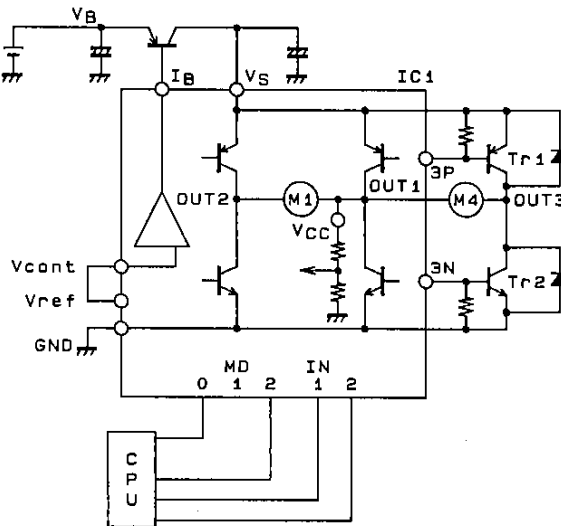 VB
IB
VS
IC1
3P
Tr1
OUT2
M1
OUT1
M4
OUT3
VCC
3N
Tr2
Vcont
Vref
GND
MD
IN
0 1 2 1 2
CPU